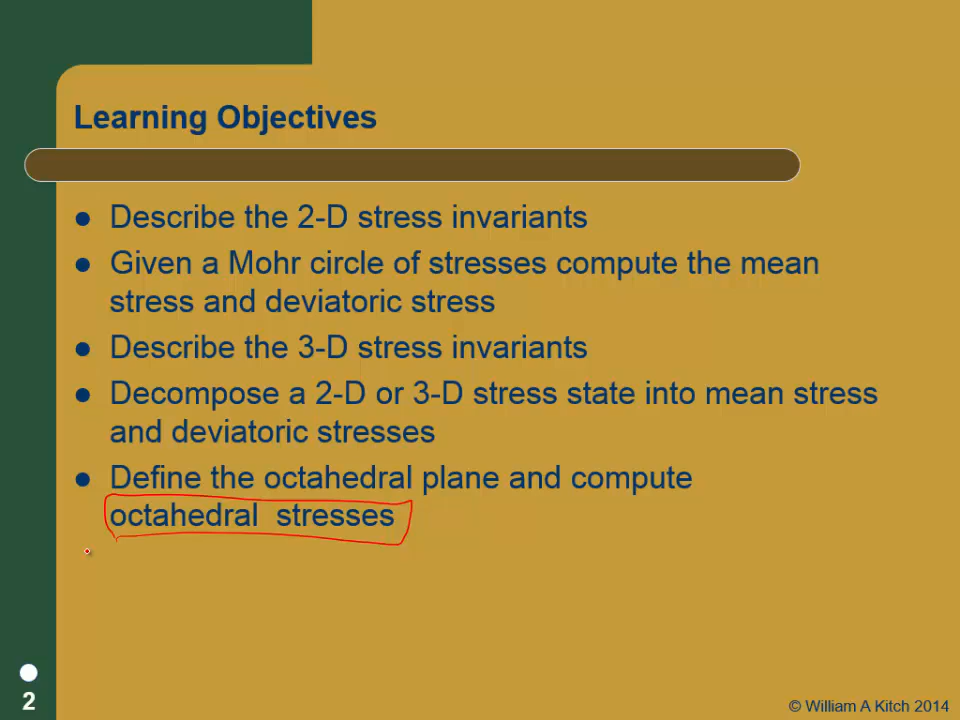 Learning Objectives
Describe the 2-D stress invariants
Given a Mohr circle of stresses compute the mean
stress and deviatoric stress
Describe the 3-D stress invariants
Decompose a 2-D or 3-D stress state into mean stress
and deviatoric stresses
Define the octahedral plane and compute
octahedral stresses
2
© William A Kitch 2014